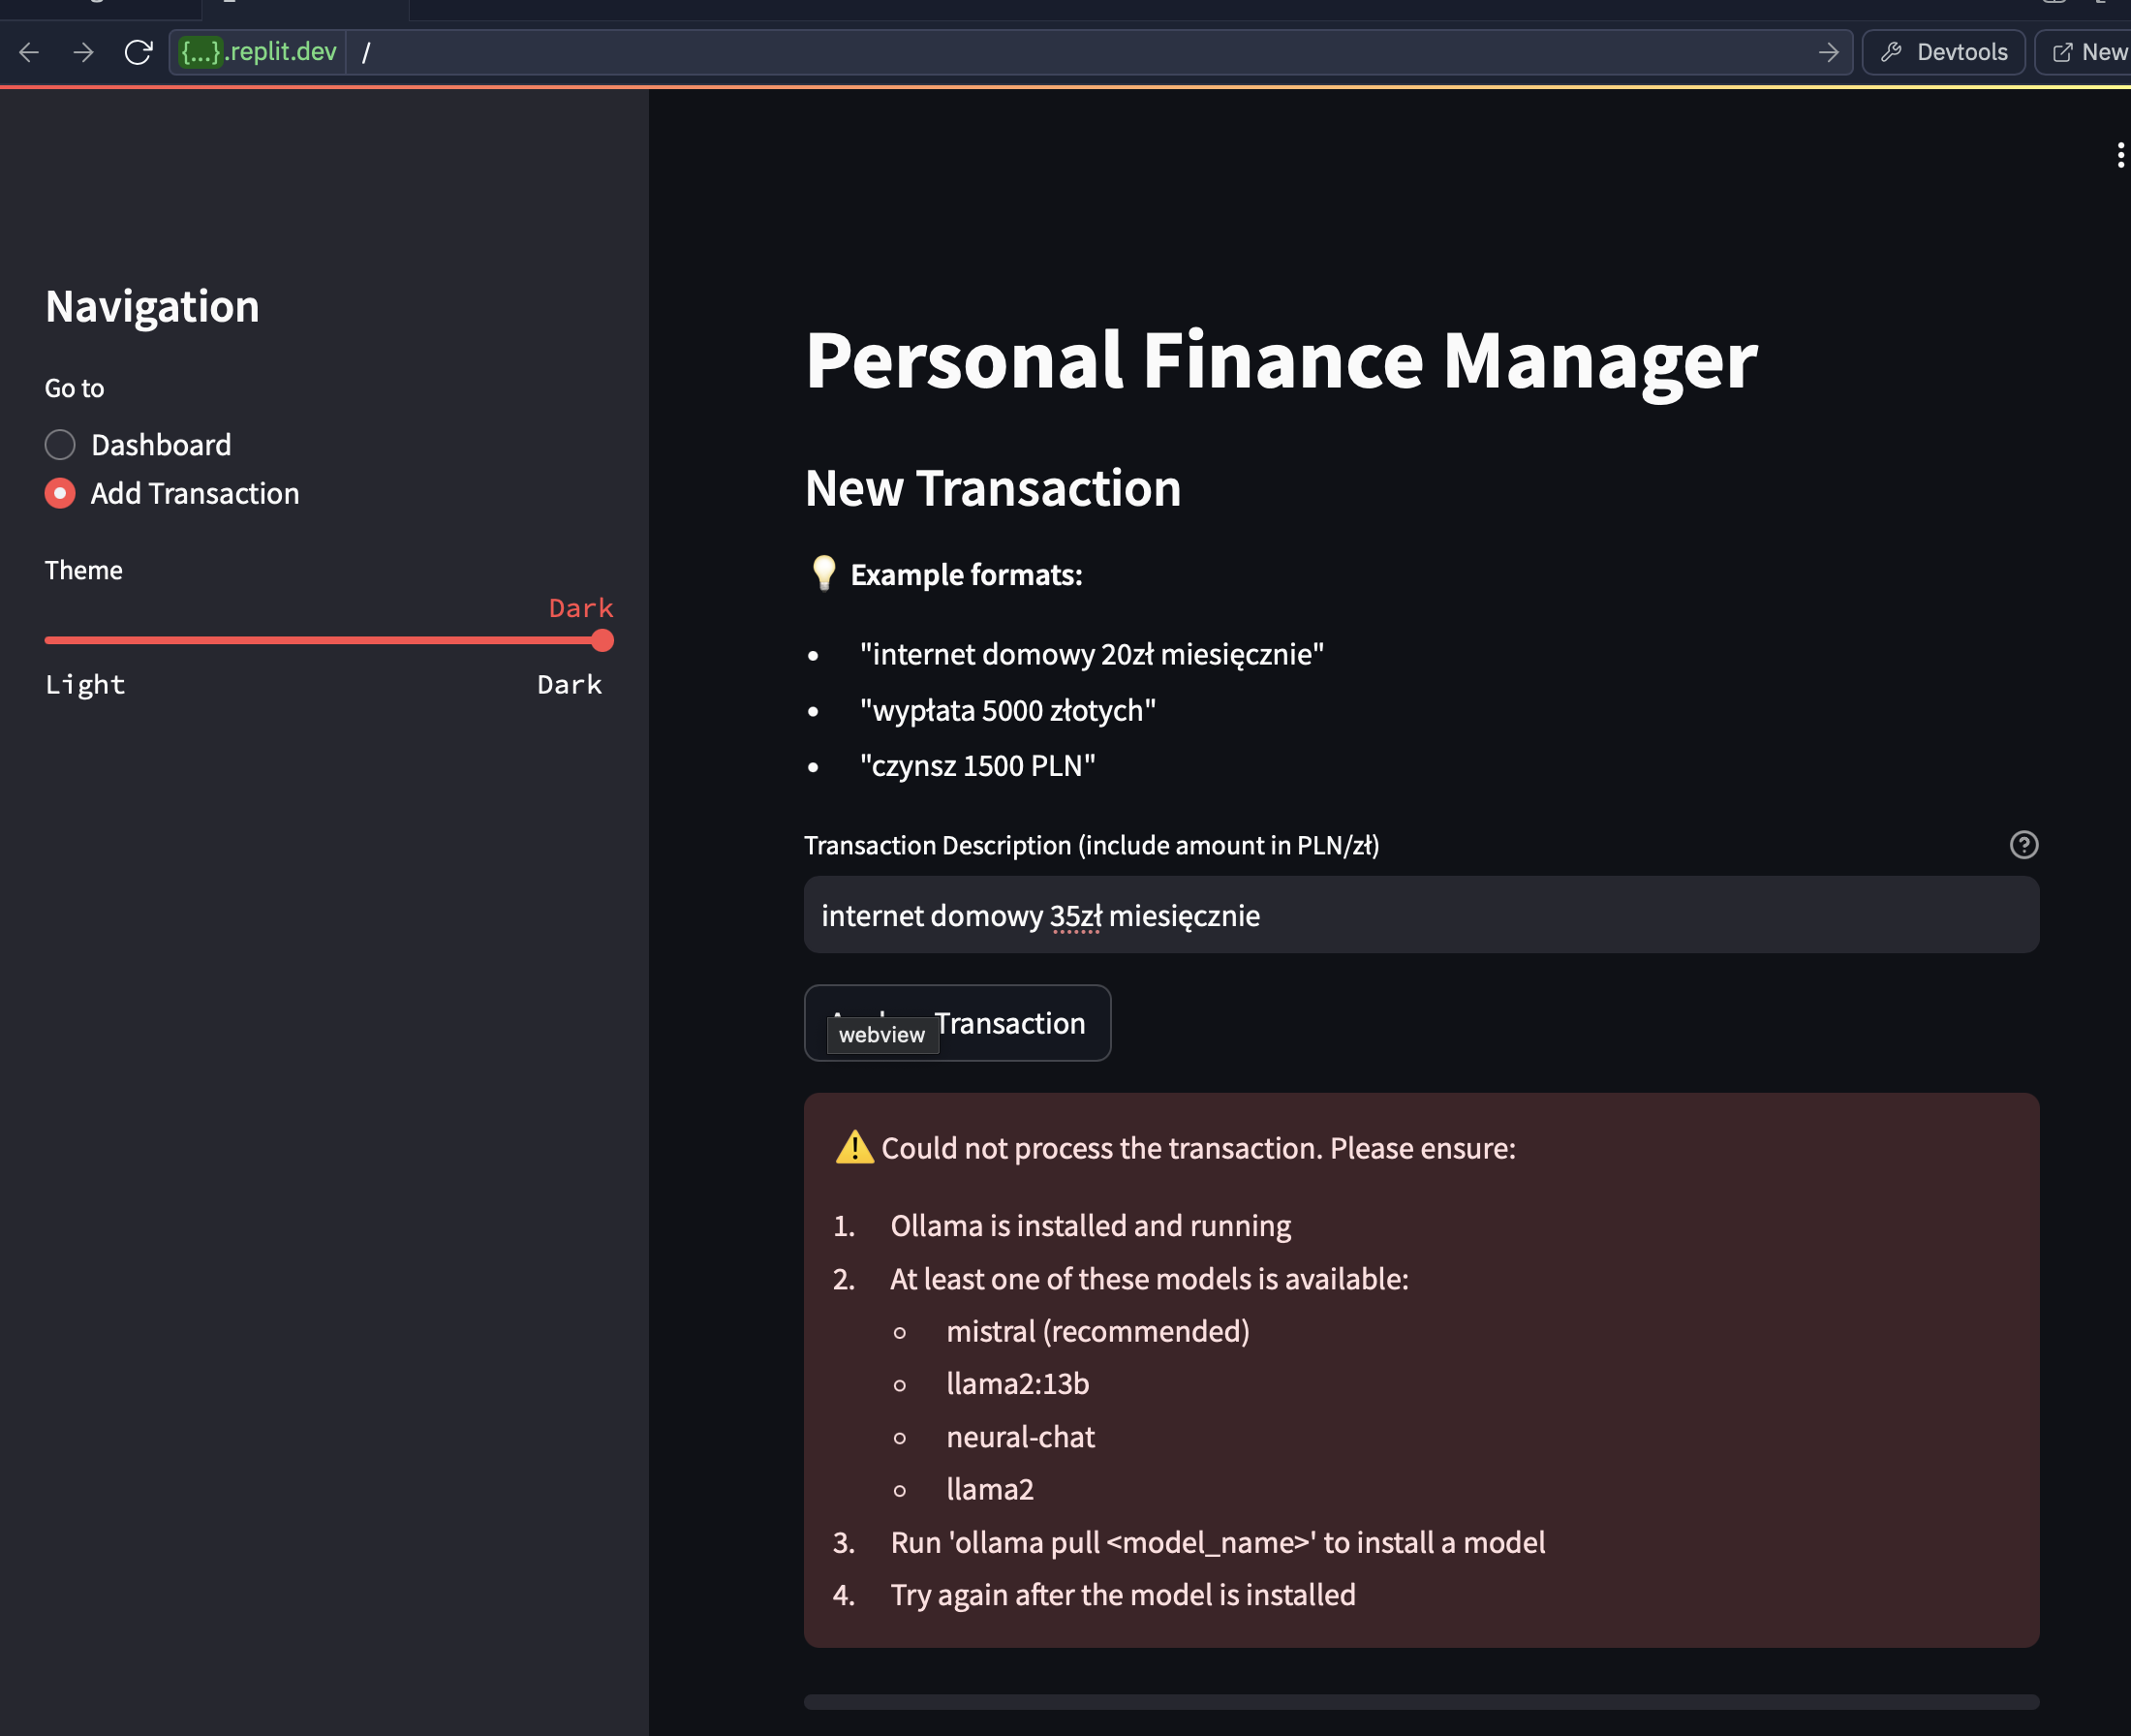 {...}.replit.dev /
Devtools
New
Navigation
Go to
Dashboard
Add Transaction
Theme
Dark
Light Dark
Personal Finance Manager
New Transaction
💡 Example formats:
• "internet domowy 20zł miesięcznie"
• "wypłata 5000 złotych"
• "czynsz 1500 PLN"
Transaction Description (include amount in PLN/zł)
internet domowy 35zł miesięcznie
Transaction
webview
⚠️ Could not process the transaction. Please ensure:
1. Ollama is installed and running
2. At least one of these models is available:
○ mistral (recommended)
○ llama2:13b
○ neural-chat
○ llama2
3. Run 'ollama pull <model_name>' to install a model
4. Try again after the model is installed